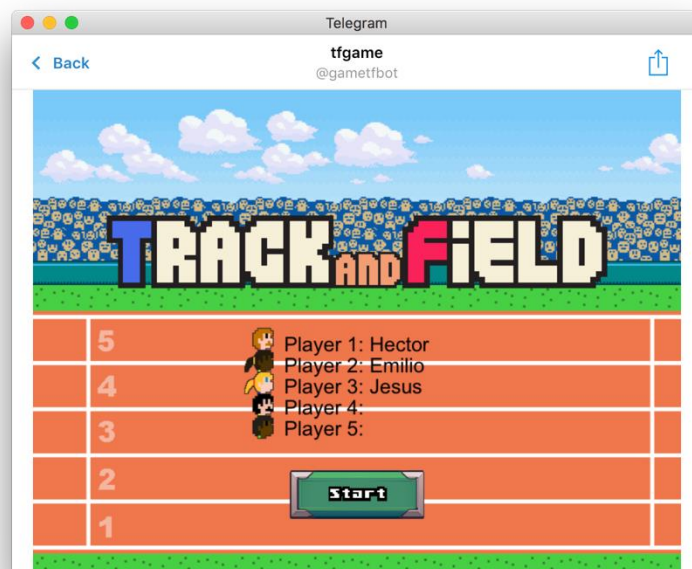 Telegram
Back
tfgame
@gametfbot
TRACK AND FiELD
5
Player 1: Hector
Player 2: Emilio
4
Player 3: Jesus
Player 4:
3
Player 5:
2
Start
1